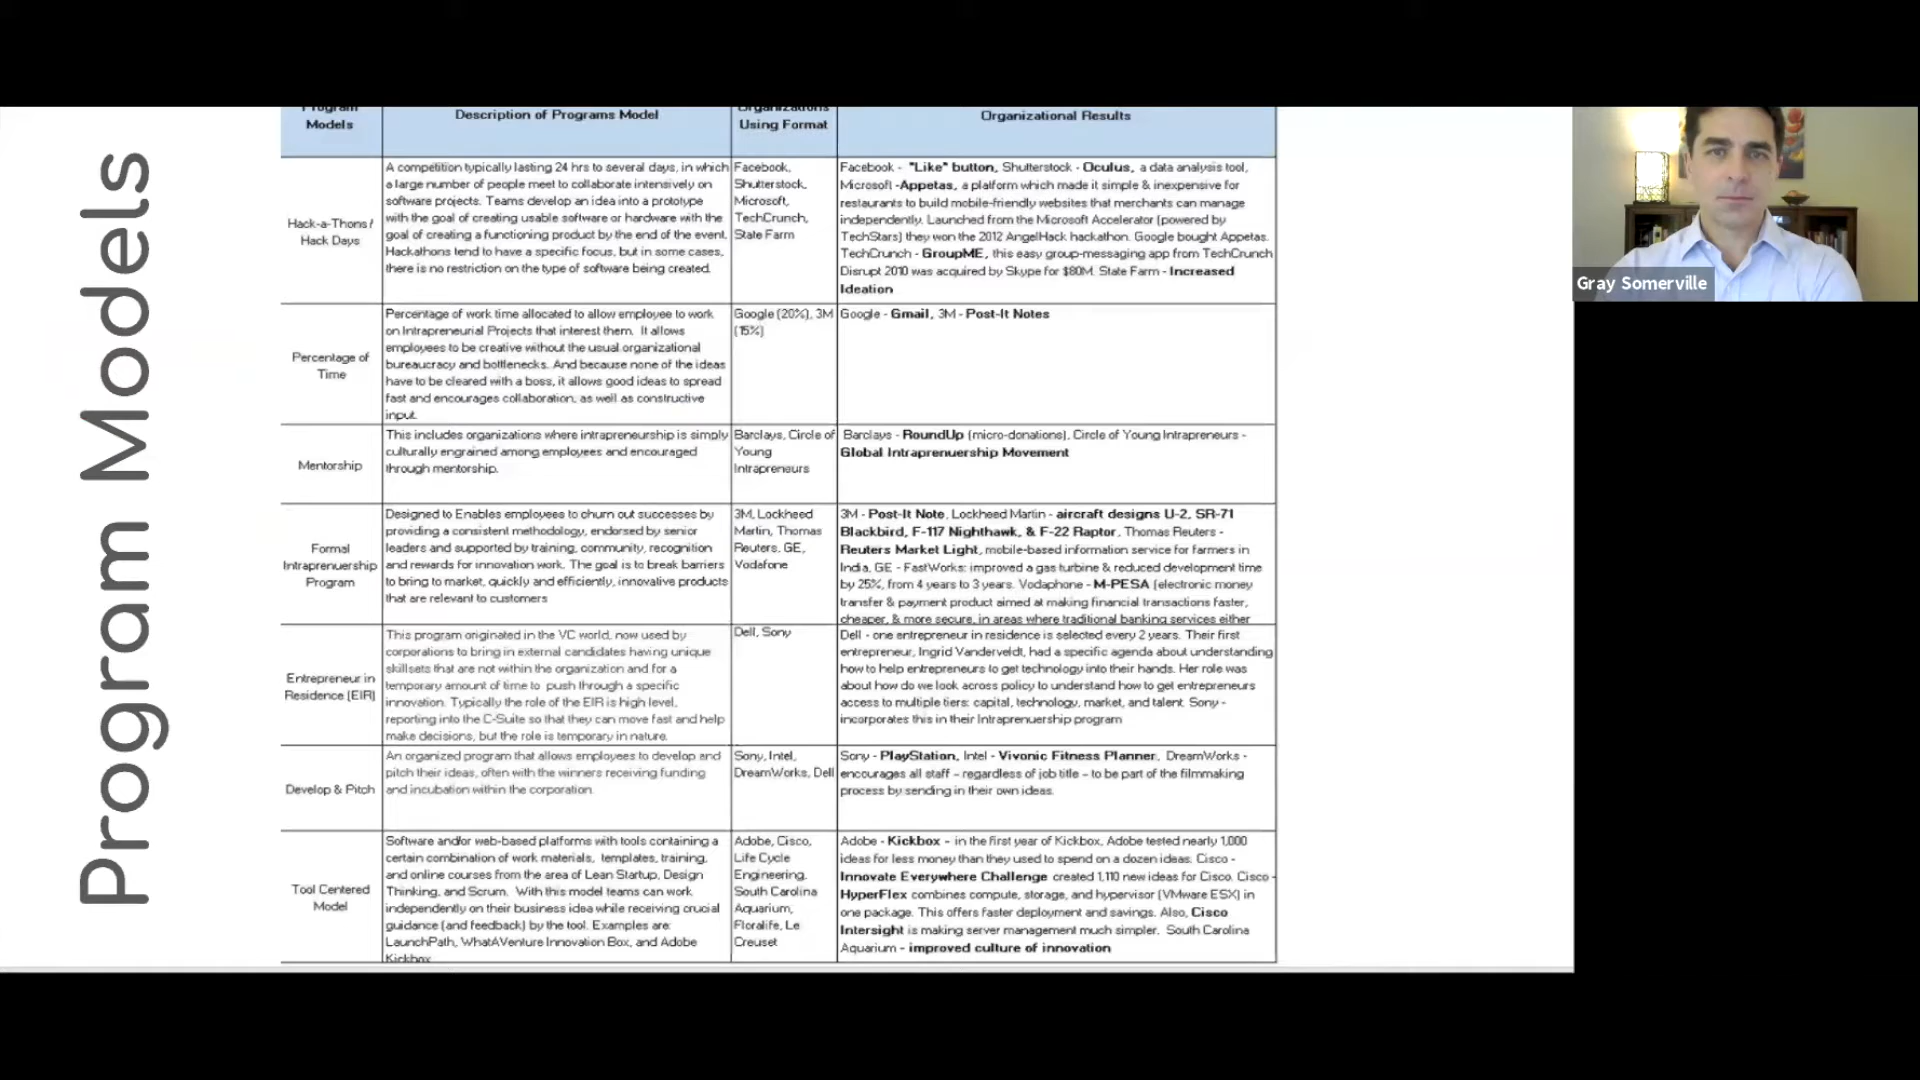 Program Models
Program
Models
Description of Programs Model
Organizations
Using Format
Organizational Results
Hack-a-Thons /
Hack Days
A competition typically lasting 24 hrs to several days, in which
a large number of people meet to collaborate intensively on
software projects. Teams develop an idea into a prototype
with the goal of creating usable software or hardware with the
goal of creating a functioning product by the end of the event.
Hackathons tend to have a specific focus, but in some cases,
there is no restriction on the type of software being created.
Facebook,
Shutterstock,
Microsoft,
TechCrunch,
State Farm
Facebook - "Like" button, Shutterstock - Oculus, a data analysis tool,
Microsoft -Appetas, a platform which made it simple & inexpensive for
restaurants to build mobile-friendly websites that merchants can manage
independently. Launched from the Microsoft Accelerator (powered by
TechStars) they won the 2012 AngelHack hackathon. Google bought Appetas.
TechCrunch - GroupME, this easy group-messaging app from TechCrunch
Disrupt 2010 was acquired by Skype for $80M. State Farm - Increased
Ideation
Percentage of
Time
Percentage of work time allocated to allow employee to work
on Intrapreneurial Projects that interest them. It allows
employees to be creative without the usual organizational
bureaucracy and bottlenecks. And because none of the ideas
have to be cleared with a boss, it allows good ideas to spread
fast and encourages collaboration, as well as constructive
input.
Google (20%), 3M
(15%)
Google - Gmail, 3M - Post-It Notes
Mentorship
This includes organizations where intrapreneurship is simply
culturally engrained among employees and encouraged
through mentorship.
Barclays, Circle of
Young
Intrapreneurs
Barclays - RoundUp (micro-donations), Circle of Young Intrapreneurs -
Global Intraprenuership Movement
Formal
Intraprenuership
Program
Designed to Enables employees to churn out successes by
providing a consistent methodology, endorsed by senior
leaders and supported by training, community, recognition
and rewards for innovation work. The goal is to break barriers
to bring to market, quickly and efficiently, innovative products
that are relevant to customers
3M, Lockheed
Martin, Thomas
Reuters, GE,
Vodafone
3M - Post-It Note, Lockheed Martin - aircraft designs U-2, SR-71
Blackbird, F-117 Nighthawk, & F-22 Raptor, Thomas Reuters -
Reuters Market Light, mobile-based information service for farmers in
India, GE - FastWorks: improved a gas turbine & reduced development time
by 25%, from 4 years to 3 years. Vodaphone - M-PESA (electronic money
transfer & payment product aimed at making financial transactions faster,
cheaper, & more secure, in areas where traditional banking services either
Entrepreneur in
Residence (EIR)
This program originated in the VC world, now used by
corporations to bring in external candidates having unique
skillsets that are not within the organization and for a
temporary amount of time to push through a specific
innovation. Typically the role of the EIR is high level,
reporting into the C-Suite so that they can move fast and help
make decisions, but the role is temporary in nature.
Dell, Sony
Dell - one entrepreneur in residence is selected every 2 years. Their first
entrepreneur, Ingrid Vanderveldt, had a specific agenda about understanding
how to help entrepreneurs to get technology into their hands. Her role was
about how do we look across policy to understand how to get entrepreneurs
access to multiple tiers: capital, technology, market, and talent. Sony -
incorporates this in their Intraprenuership program
Develop & Pitch
An organized program that allows employees to develop and
pitch their ideas, often with the winners receiving funding
and incubation within the corporation.
Sony, Intel,
DreamWorks, Dell
Sony - PlayStation, Intel - Vivonic Fitness Planner, DreamWorks -
encourages all staff – regardless of job title – to be part of the filmmaking
process by sending in their own ideas.
Tool Centered
Model
Software and/or web-based platforms with tools containing a
certain combination of work materials, templates, training,
and online courses from the area of Lean Startup, Design
Thinking, and Scrum. With this model teams can work
independently on their business idea while receiving crucial
guidance (and feedback) by the tool. Examples are:
LaunchPath, WhatAVenture Innovation Box, and Adobe
Kickbox
Adobe, Cisco,
Life Cycle
Engineering,
South Carolina
Aquarium,
Floralife, Le
Creuset
Adobe - Kickbox – in the first year of Kickbox, Adobe tested nearly 1,000
ideas for less money than they used to spend on a dozen ideas. Cisco -
Innovate Everywhere Challenge created 1,110 new ideas for Cisco. Cisco -
HyperFlex combines compute, storage, and hypervisor (VMware ESX) in
one package. This offers faster deployment and savings. Also, Cisco
Intersight is making server management much simpler. South Carolina
Aquarium - improved culture of innovation
Gray Somerville